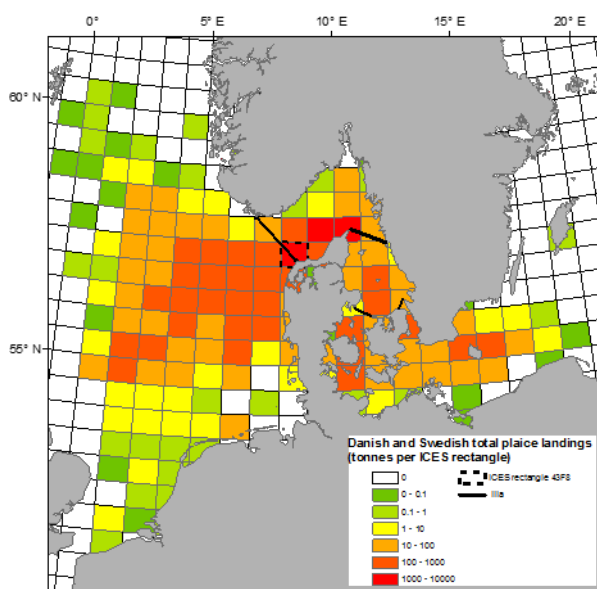 0° 5° E 10° E 15° E 20° E
60° N
55° N
Danish and Swedish total plaice landings
(tonnes per ICES rectangle)
0
0 - 0.1
0.1 - 1
1 - 10
10 - 100
100 - 1000
1000 - 10000
ICES rectangle 43F8
IIIa